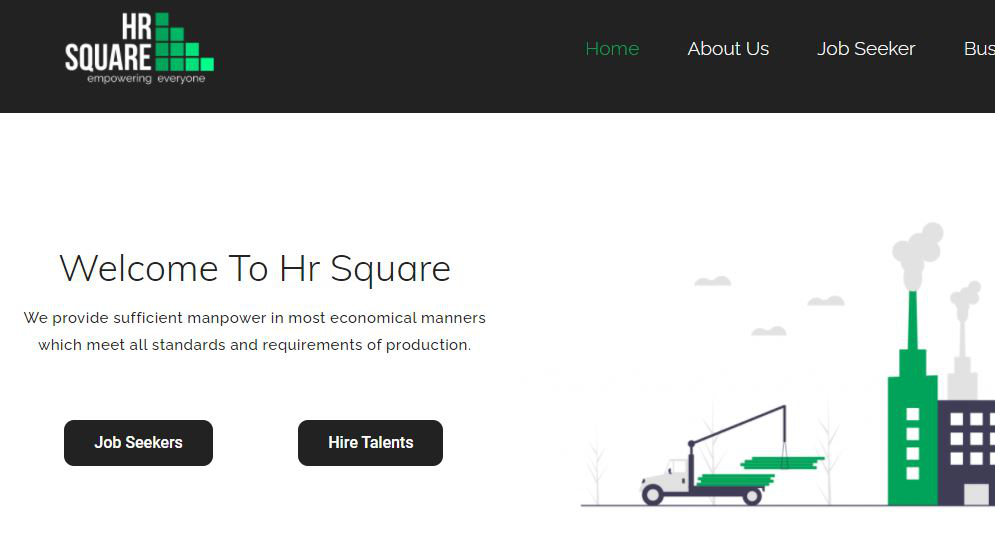 HR
SQUARE
empowering everyone
Home About Us Job Seeker Bus
Welcome To Hr Square
We provide sufficient manpower in most economical manners
which meet all standards and requirements of production.
Job Seekers Hire Talents